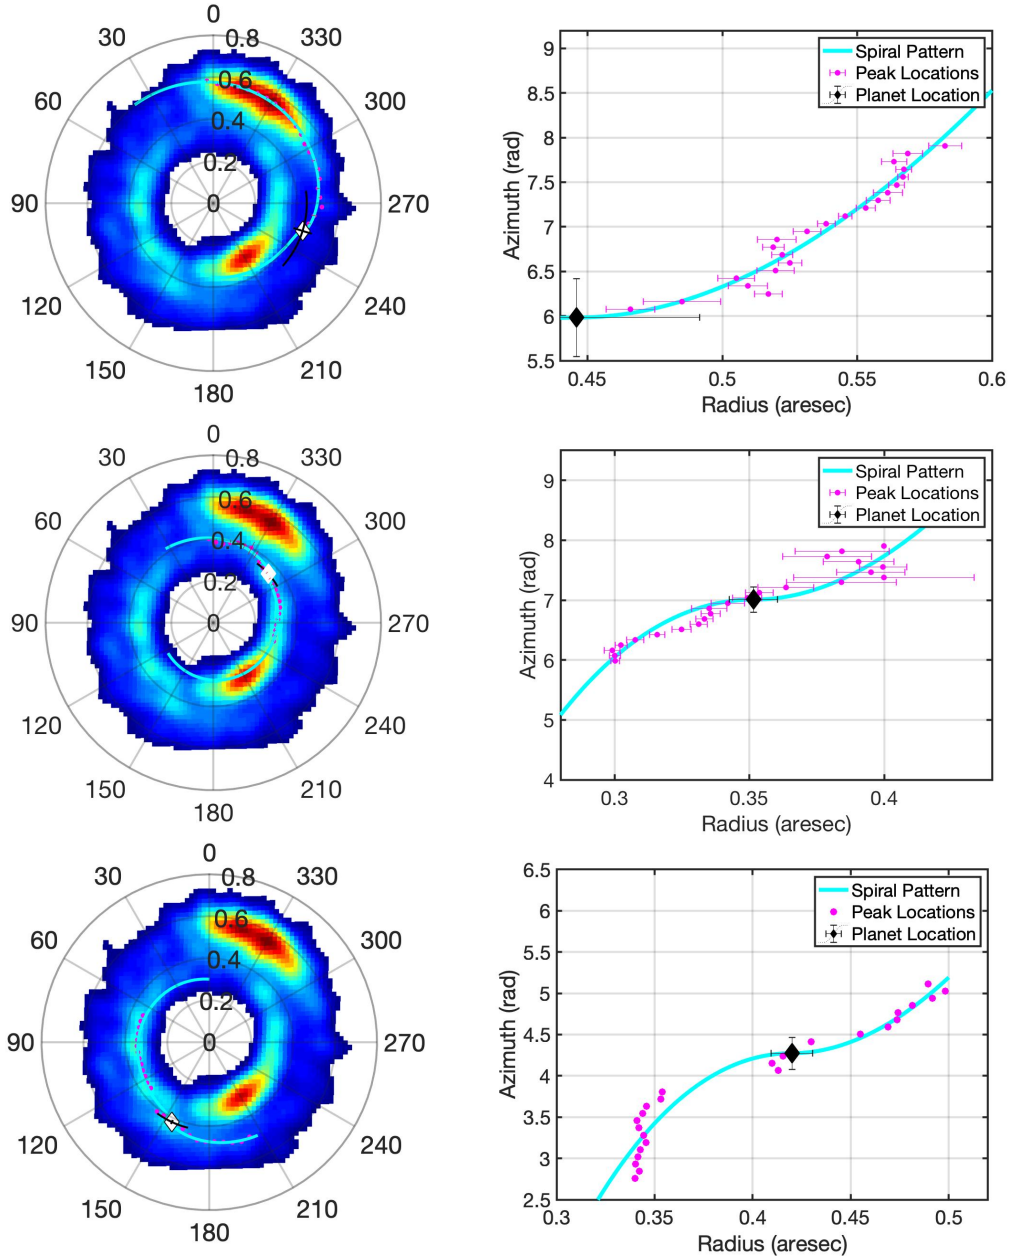 0
30 0.8 330
60 0.6 300
0.4
0.2
90 0 270
120 240
150 210
180
9
8.5
8
7.5
7
6.5
6
5.5
Azimuth (rad)
Spiral Pattern
Peak Locations
Planet Location
0.45 0.5 0.55 0.6
Radius (aresec)
0
30 0.8 330
60 0.6 300
0.4
0.2
90 0 270
120 240
150 210
180
9
8
7
6
5
4
Azimuth (rad)
Spiral Pattern
Peak Locations
Planet Location
0.3 0.35 0.4
Radius (aresec)
0
30 0.8 330
60 0.6 300
0.4
0.2
90 0 270
120 240
150 210
180
6.5
6
5.5
5
4.5
4
3.5
3
2.5
Azimuth (rad)
Spiral Pattern
Peak Locations
Planet Location
0.3 0.35 0.4 0.45 0.5
Radius (aresec)